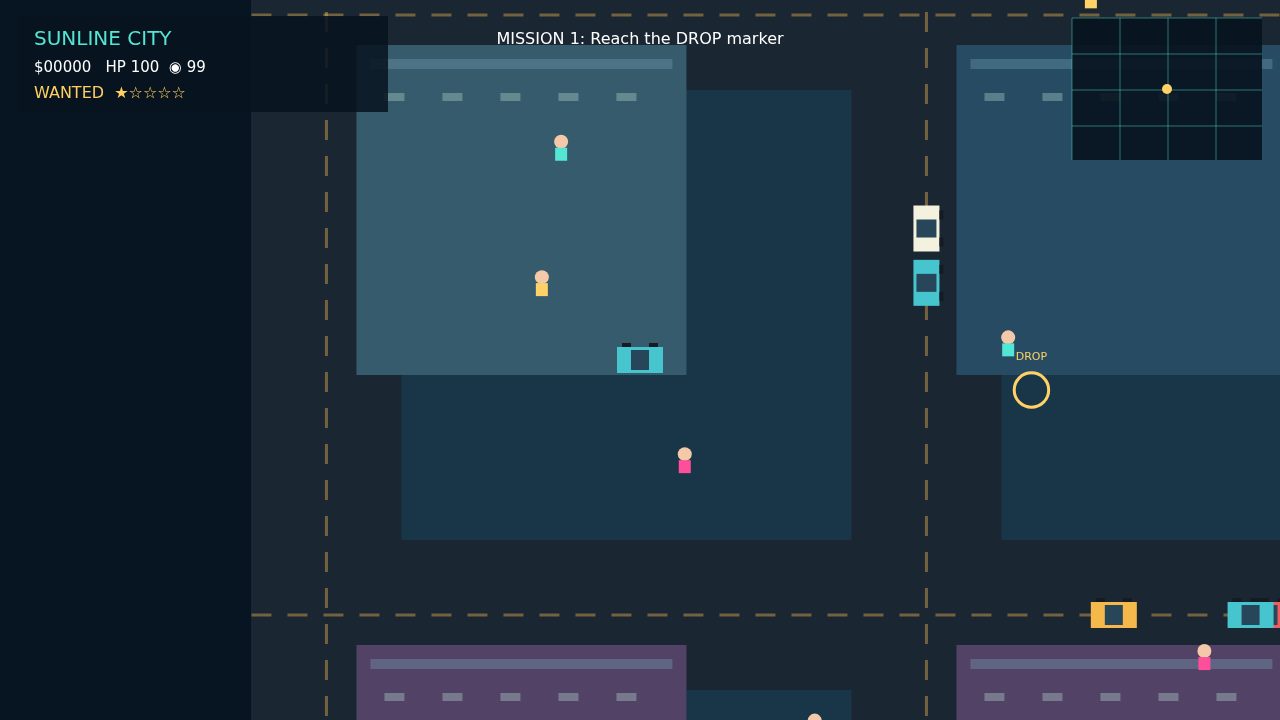 SUNLINE CITY
MISSION 1: Reach the DROP marker
$00000 HP 100 ◉ 99
WANTED ★☆☆☆☆
DROP